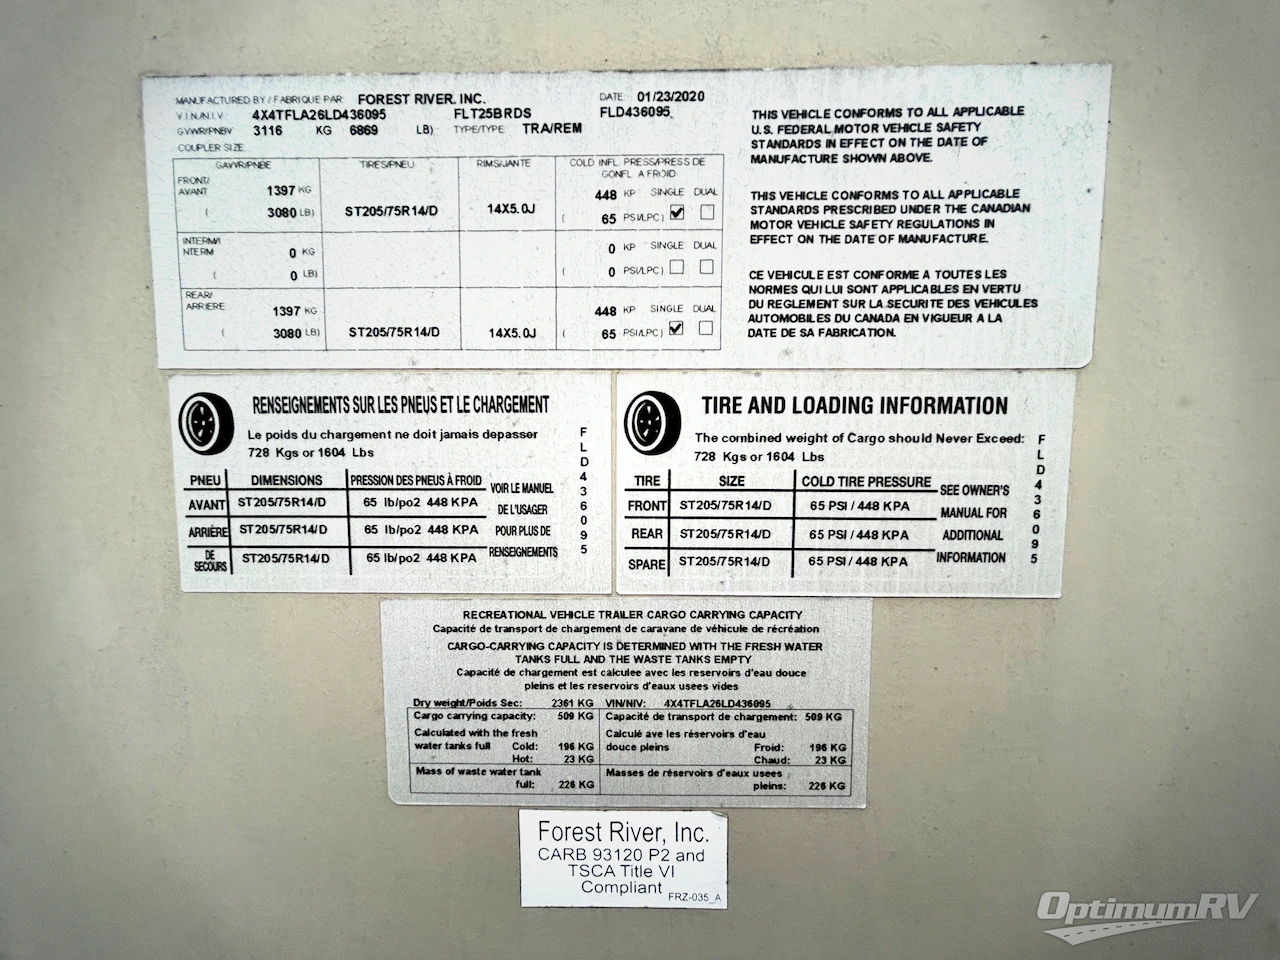 MANUFACTURED BY / FABRIQUE PAR FOREST RIVER, INC. DATE: 01/23/2020
V.I.N./N.I.V: 4X4TFLA26LD436095 FLT25BRDS FLD436095
GVWR/PNBV 3116 KG 6869 LB) TYPE/TYPE TRA/REM
COUPLER SIZE
GAWR/PNBE TIRES/PNEU RIMS/JANTE COLD INFL. PRESS/PRESS DE
GONFL. A FROID
FRONT/
AVANT 1397 KG 448 KP SINGLE DUAL
( 3080 LB) ST205/75R14/D 14X5.0J ( 65 PSI/LPC)
INTERM/I
NTERM 0 KG 0 KP SINGLE DUAL
( 0 LB) ( 0 PSI/LPC)
REAR/
ARRIERE 1397 KG 448 KP SINGLE DUAL
( 3080 LB) ST205/75R14/D 14X5.0J ( 65 PSI/LPC)
THIS VEHICLE CONFORMS TO ALL APPLICABLE
U.S. FEDERAL MOTOR VEHICLE SAFETY
STANDARDS IN EFFECT ON THE DATE OF
MANUFACTURE SHOWN ABOVE.
THIS VEHICLE CONFORMS TO ALL APPLICABLE
STANDARDS PRESCRIBED UNDER THE CANADIAN
MOTOR VEHICLE SAFETY REGULATIONS IN
EFFECT ON THE DATE OF MANUFACTURE.
CE VEHICULE EST CONFORME A TOUTES LES
NORMES QUI LUI SONT APPLICABLES EN VERTU
DU REGLEMENT SUR LA SECURITE DES VEHICULES
AUTOMOBILES DU CANADA EN VIGUEUR A LA
DATE DE SA FABRICATION.
RENSEIGNEMENTS SUR LES PNEUS ET LE CHARGEMENT
Le poids du chargement ne doit jamais depasser
728 Kgs or 1604 Lbs
PNEU DIMENSIONS PRESSION DES PNEUS À FROID
AVANT ST205/75R14/D 65 lb/po2 448 KPA
ARRIÈRE ST205/75R14/D 65 lb/po2 448 KPA
DE
SECOURS ST205/75R14/D 65 lb/po2 448 KPA
VOIR LE MANUEL
DE L'USAGER
POUR PLUS DE
RENSEIGNEMENTS
FLD436095
TIRE AND LOADING INFORMATION
The combined weight of Cargo should Never Exceed:
728 Kgs or 1604 Lbs
TIRE SIZE COLD TIRE PRESSURE
FRONT ST205/75R14/D 65 PSI / 448 KPA
REAR ST205/75R14/D 65 PSI / 448 KPA
SPARE ST205/75R14/D 65 PSI / 448 KPA
SEE OWNER'S
MANUAL FOR
ADDITIONAL
INFORMATION
FLD436095
RECREATIONAL VEHICLE TRAILER CARGO CARRYING CAPACITY
Capacité de transport de chargement de caravane de véhicule de récréation
CARGO-CARRYING CAPACITY IS DETERMINED WITH THE FRESH WATER
TANKS FULL AND THE WASTE TANKS EMPTY
Capacité de chargement est calculee avec les reservoirs d'eau douce
pleins et les reservoirs d'eaux usees vides
Dry weight/Poids Sec: 2361 KG VIN/NIV: 4X4TFLA26LD436095
Cargo carrying capacity: 509 KG Capacité de transport de chargement: 509 KG
Calculated with the fresh Calculé ave les réservoirs d'eau
water tanks full Cold: 196 KG douce pleins Froid: 196 KG
Hot: 23 KG Chaud: 23 KG
Mass of waste water tank Masses de réservoirs d'eaux usees
full: 226 KG pleins: 226 KG
Forest River, Inc.
CARB 93120 P2 and
TSCA Title VI
Compliant
FRZ-035_A
OptimumRV